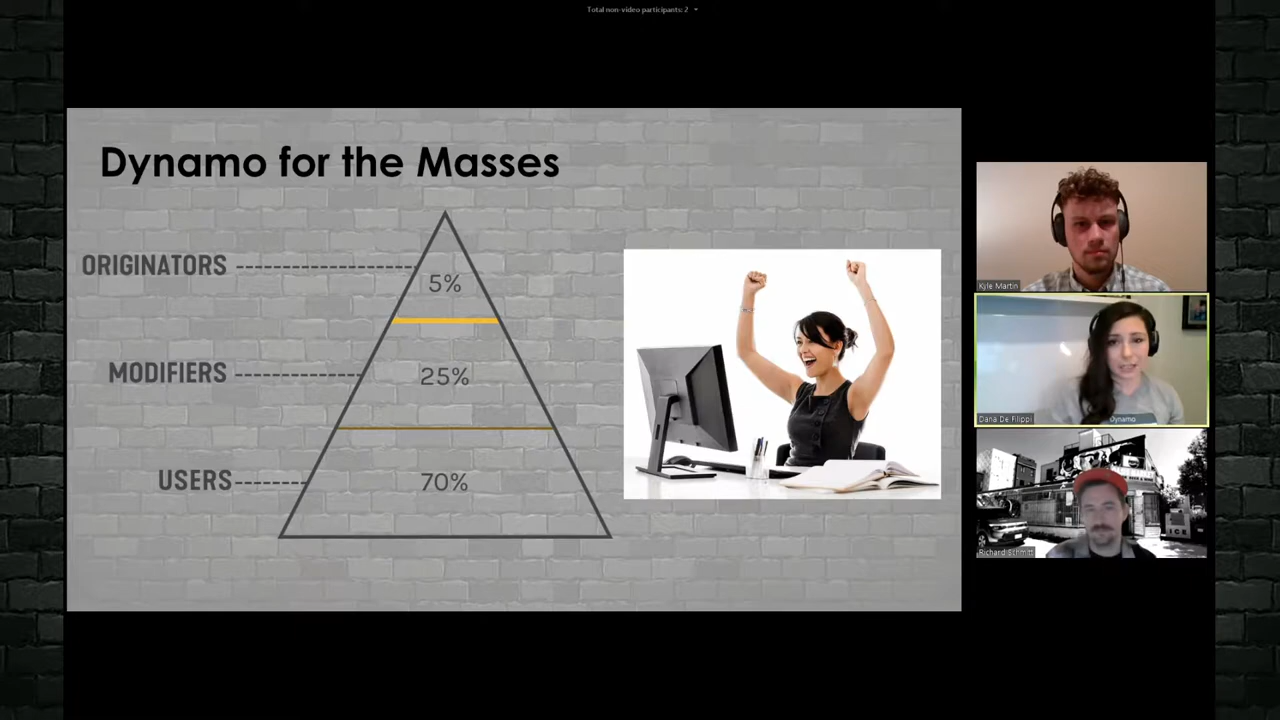 Total non-video participants: 2
Dynamo for the Masses
ORIGINATORS
5%
MODIFIERS
25%
USERS
70%
Kyle Martin
Dana De Filippi
Dynamo
Richard Schmitt
ICE